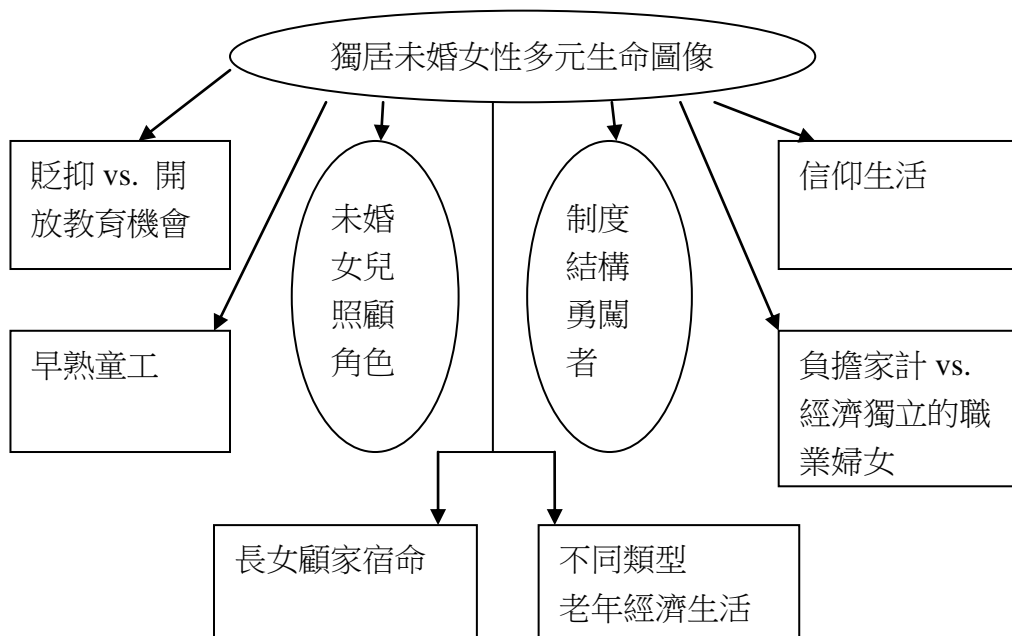 獨居未婚女性多元生命圖像
貶抑 vs. 開
放教育機會
未婚
女兒
照顧
角色
制度
結構
勇闖
者
信仰生活
早熟童工
負擔家計 vs.
經濟獨立的職
業婦女
長女顧家宿命
不同類型
老年經濟生活